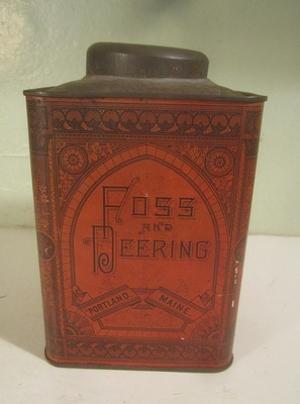 FOSS
AND
DEERING
PORTLAND MAINE